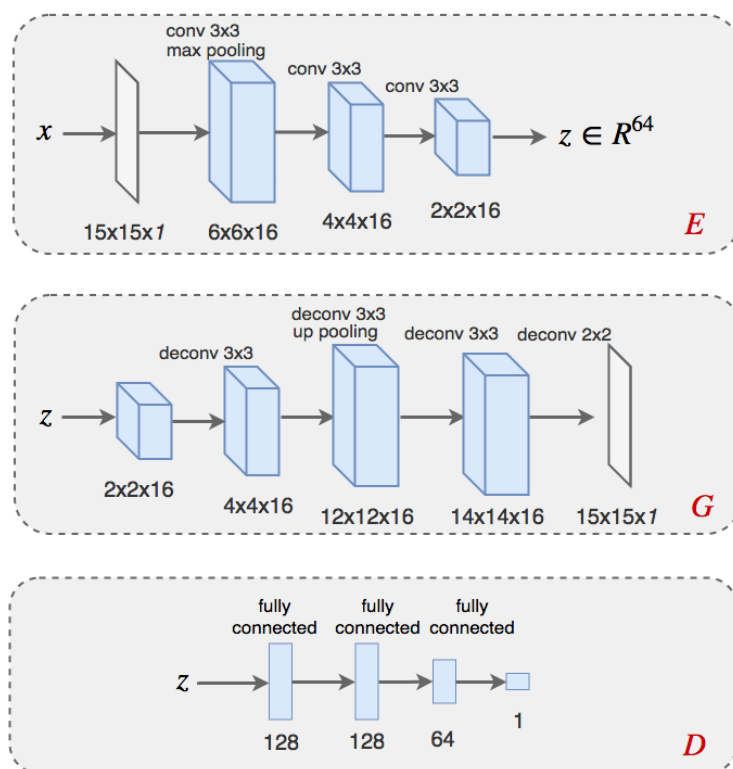 conv 3x3
max pooling
conv 3x3
conv 3x3
x
z ∈ R^64
15x15x1
6x6x16
4x4x16
2x2x16
E
deconv 3x3
deconv 3x3
up pooling
deconv 3x3
deconv 2x2
z
2x2x16
4x4x16
12x12x16
14x14x16
15x15x1
G
fully
connected
fully
connected
fully
connected
z
128
128
64
1
D